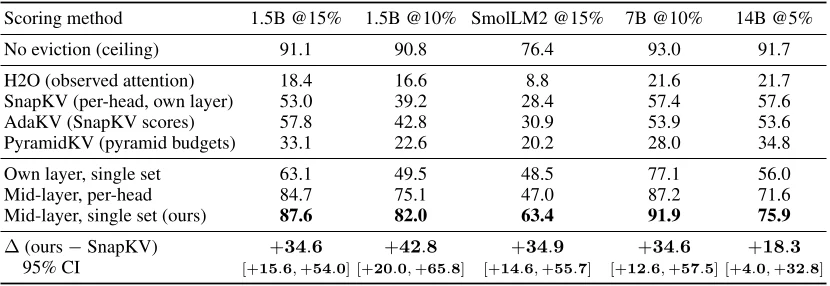 Scoring method 1.5B @15% 1.5B @10% SmolLM2 @15% 7B @10% 14B @5%
No eviction (ceiling) 91.1 90.8 76.4 93.0 91.7
H2O (observed attention) 18.4 16.6 8.8 21.6 21.7
SnapKV (per-head, own layer) 53.0 39.2 28.4 57.4 57.6
AdaKV (SnapKV scores) 57.8 42.8 30.9 53.9 53.6
PyramidKV (pyramid budgets) 33.1 22.6 20.2 28.0 34.8
Own layer, single set 63.1 49.5 48.5 77.1 56.0
Mid-layer, per-head 84.7 75.1 47.0 87.2 71.6
Mid-layer, single set (ours) 87.6 82.0 63.4 91.9 75.9
Δ (ours − SnapKV) +34.6 +42.8 +34.9 +34.6 +18.3
95% CI [+15.6, +54.0] [+20.0, +65.8] [+14.6, +55.7] [+12.6, +57.5] [+4.0, +32.8]